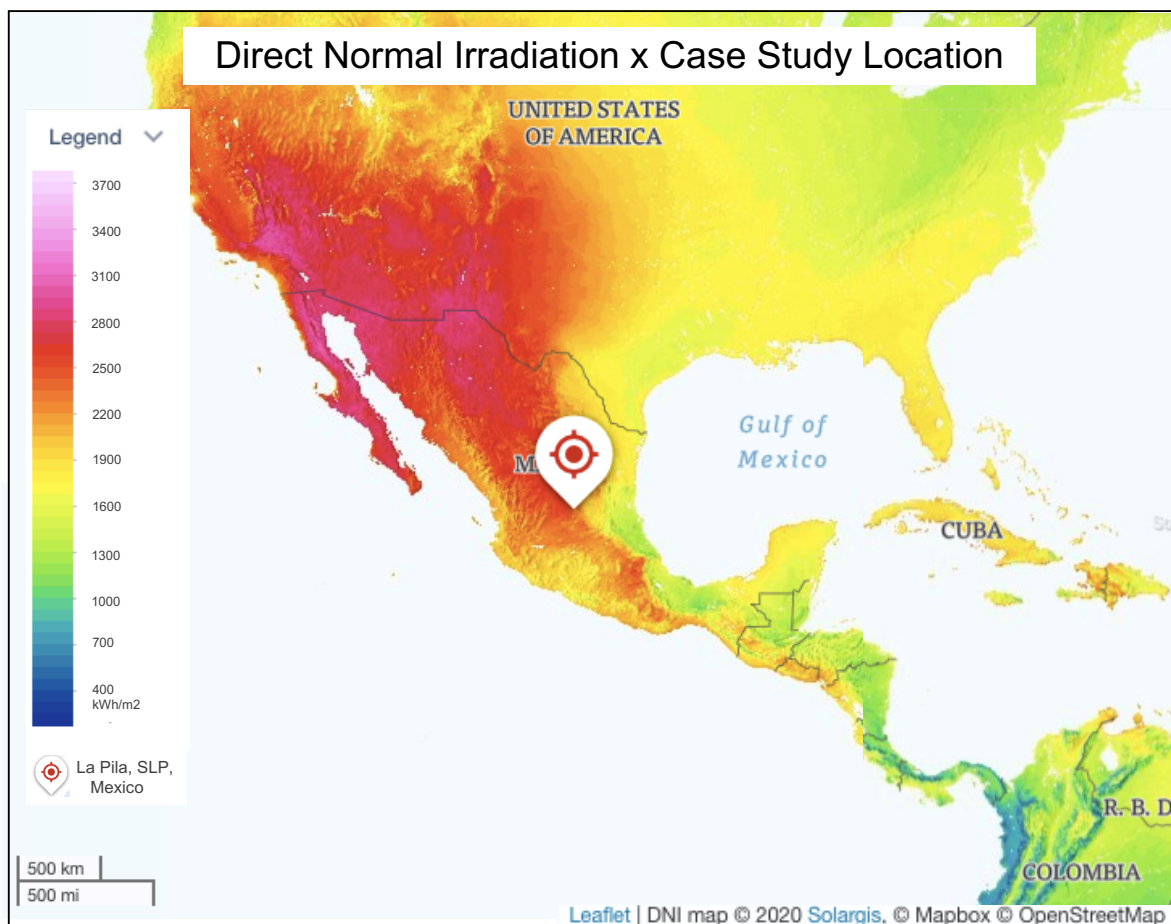 Direct Normal Irradiation x Case Study Location
UNITED STATES
OF AMERICA
Legend
3700
3400
3100
2800
2500
2200
1900
1600
1300
1000
700
400
kWh/m2
La Pila, SLP,
Mexico
Gulf of
Mexico
CUBA
R. B. D
COLOMBIA
500 km
500 mi
Leaflet | DNI map © 2020 Solargis, © Mapbox © OpenStreetMap